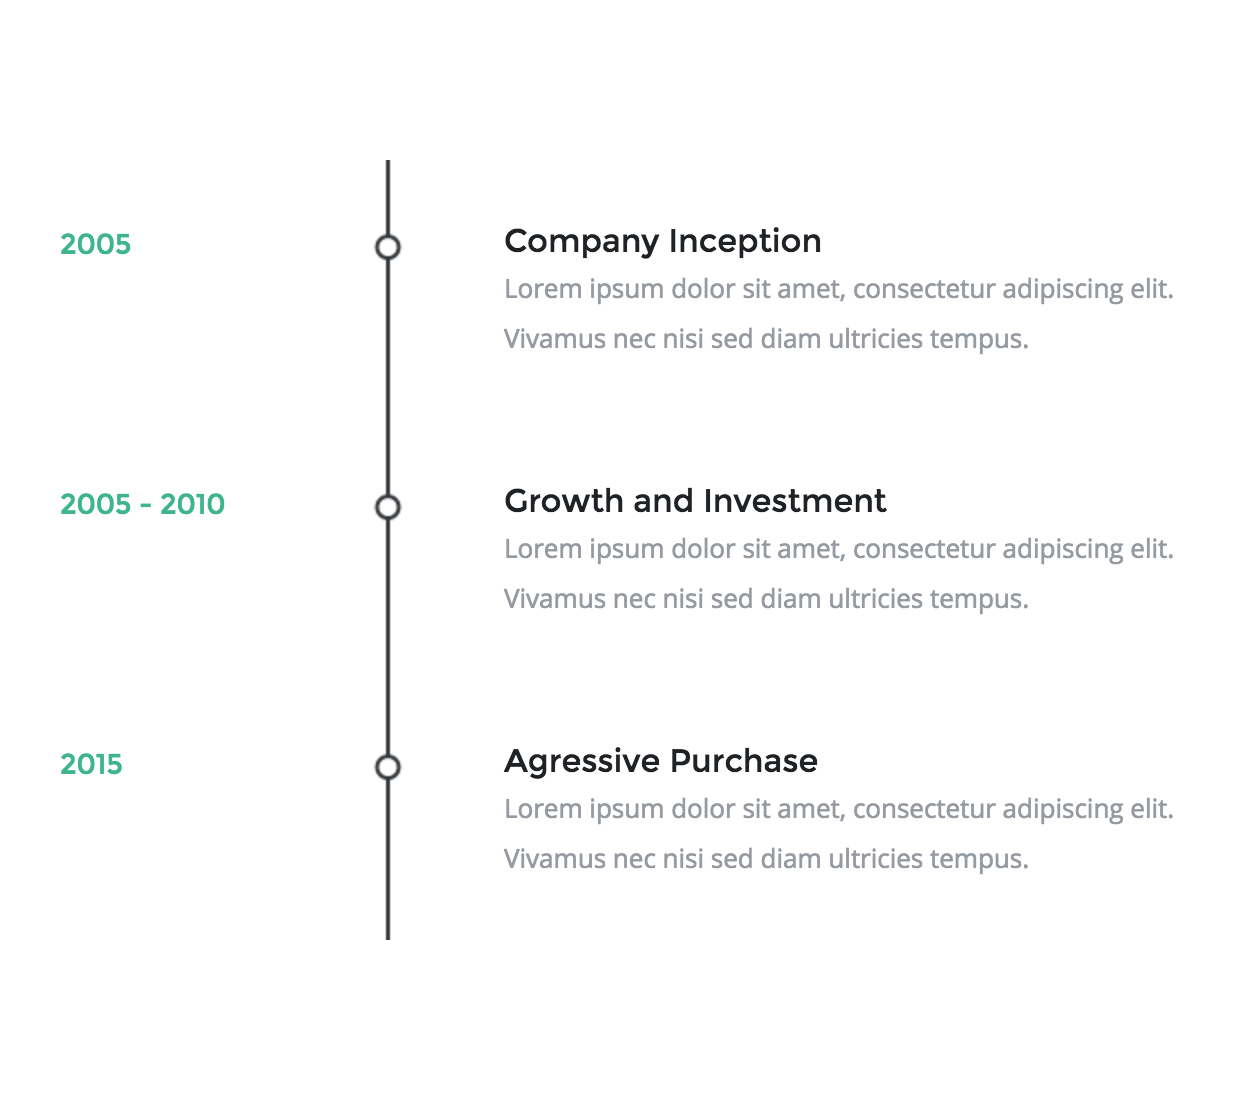 2005
Company Inception
Lorem ipsum dolor sit amet, consectetur adipiscing elit.
Vivamus nec nisi sed diam ultricies tempus.
2005 - 2010
Growth and Investment
Lorem ipsum dolor sit amet, consectetur adipiscing elit.
Vivamus nec nisi sed diam ultricies tempus.
2015
Agressive Purchase
Lorem ipsum dolor sit amet, consectetur adipiscing elit.
Vivamus nec nisi sed diam ultricies tempus.